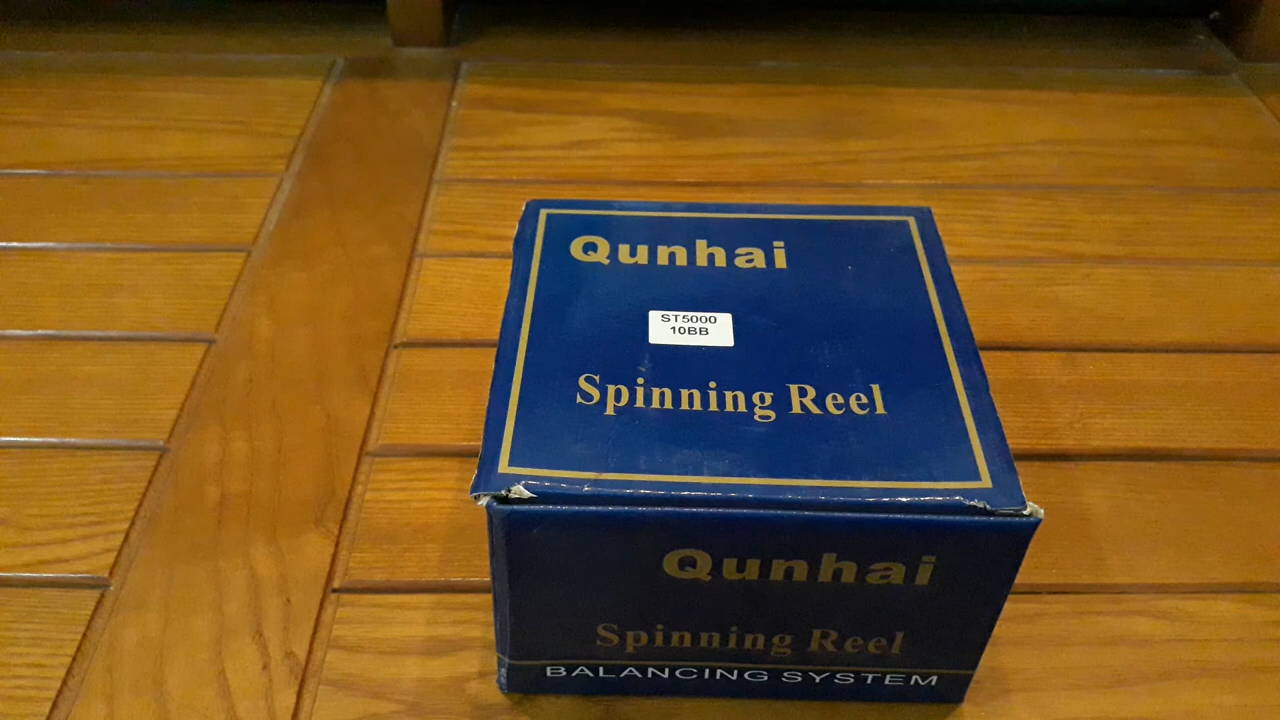 Qunhai
ST5000
10BB
Spinning Reel
Qunhai
Spinning Reel
BALANCING SYSTEM